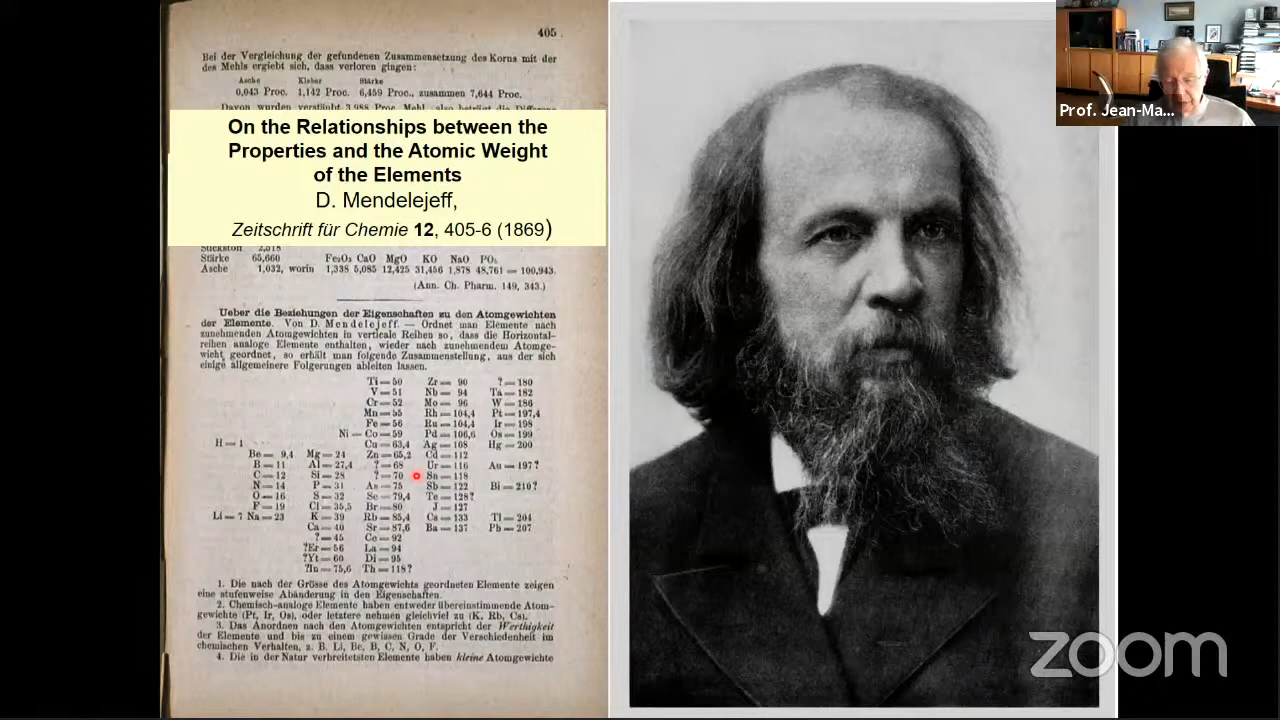 405
Bei der Vergleichung der gefundenen Zusammensetzung des Korns mit der
des Mehls ergiebt sich, dass verloren gingen:
Asche Kleber Stärke
0,043 Proc. 1,142 Proc. 6,459 Proc., zusammen 7,644 Proc.
Davon wurden verstäubt 3,988 Proc. Mehl, also beträgt die
On the Relationships between the
Properties and the Atomic Weight
of the Elements
D. Mendelejeff,
Zeitschrift für Chemie 12, 405-6 (1869)
Stickstoff 2,018
Stärke 65,660 Fe₂O₃ CaO MgO KO NaO PO₅
Asche 1,032, worin 1,338 5,085 12,425 31,456 1,878 48,761 = 100,943.
(Ann. Ch. Pharm. 149, 343.)
Ueber die Beziehungen der Eigenschaften zu den Atomgewichten
der Elemente. Von D. Mendelejeff. — Ordnet man Elemente nach
zunehmenden Atomgewichten in verticale Reihen so, dass die Horizontal-
reihen analoge Elemente enthalten, wieder nach zunehmendem Atomge-
wicht geordnet, so erhält man folgende Zusammenstellung, aus der sich
einige allgemeinere Folgerungen ableiten lassen.
Ti = 50 Zr = 90 ? = 180
V = 51 Nb = 94 Ta = 182
Cr = 52 Mo = 96 W = 186
Mn = 55 Rh = 104,4 Pt = 197,4
Fe = 56 Ru = 104,4 Ir = 198
Ni = Co = 59 Pd = 106,6 Os = 199
H = 1 Cu = 63,4 Ag = 108 Hg = 200
Be = 9,4 Mg = 24 Zn = 65,2 Cd = 112
B = 11 Al = 27,4 ? = 68 Ur = 116 Au = 197?
C = 12 Si = 28 ? = 70 Sn = 118
N = 14 P = 31 As = 75 Sb = 122 Bi = 210?
O = 16 S = 32 Se = 79,4 Te = 128?
F = 19 Cl = 35,5 Br = 80 J = 127
Li = 7 Na = 23 K = 39 Rb = 85,4 Cs = 133 Tl = 204
Ca = 40 Sr = 87,6 Ba = 137 Pb = 207
? = 45 Ce = 92
?Er = 56 La = 94
?Yt = 60 Di = 95
?In = 75,6 Th = 118?
1. Die nach der Grösse des Atomgewichts geordneten Elemente zeigen
eine stufenweise Abänderung in den Eigenschaften.
2. Chemisch-analoge Elemente haben entweder übereinstimmende Atom-
gewichte (Pt, Ir, Os), oder letztere nehmen gleichviel zu (K, Rb, Cs).
3. Das Anordnen nach den Atomgewichten entspricht der Werthigkeit
der Elemente und bis zu einem gewissen Grade der Verschiedenheit im
chemischen Verhalten, z. B. Li, Be, B, C, N, O, F.
4. Die in der Natur verbreitetsten Elemente haben kleine Atomgewichte
Prof. Jean-Ma...
zoom